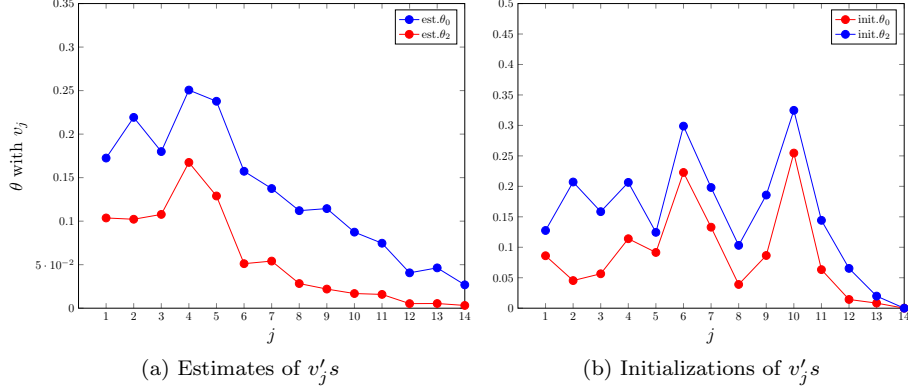 0.35
0.3
0.25
0.2
0.15
0.1
5 · 10⁻²
0
θ with v_j
est.θ₀
est.θ₂
1 2 3 4 5 6 7 8 9 10 11 12 13 14
j
(a) Estimates of v′_j s
0.5
0.45
0.4
0.35
0.3
0.25
0.2
0.15
0.1
0.05
0
init.θ₀
init.θ₂
1 2 3 4 5 6 7 8 9 10 11 12 13 14
j
(b) Initializations of v′_j s